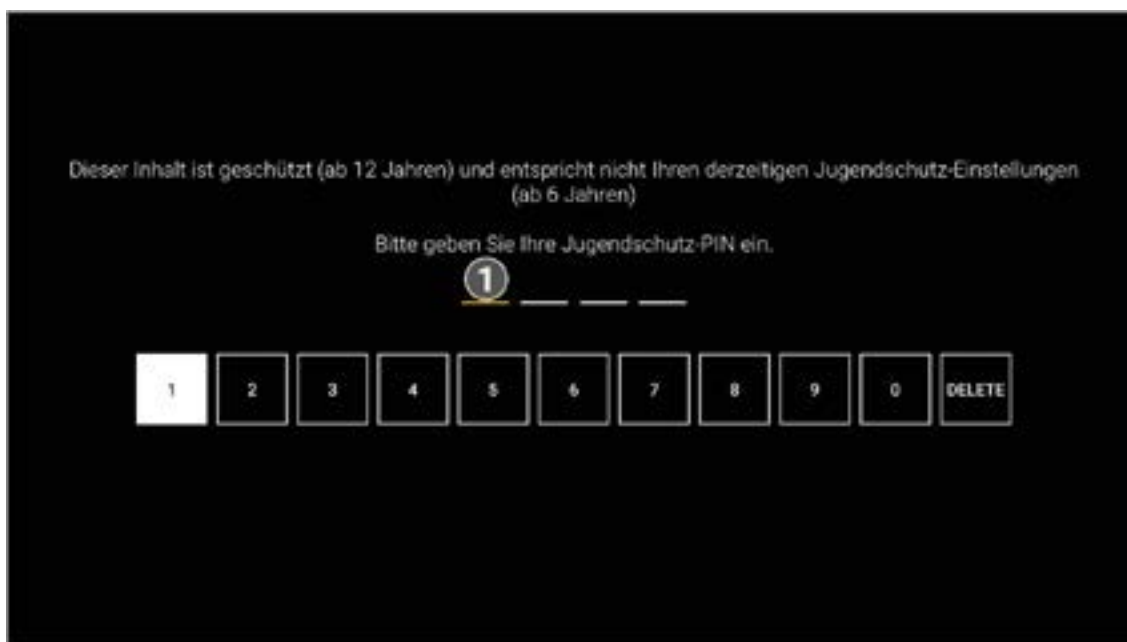 Dieser Inhalt ist geschützt (ab 12 Jahren) und entspricht nicht Ihren derzeitigen Jugendschutz-Einstellungen
(ab 6 Jahren)
Bitte geben Sie Ihre Jugendschutz-PIN ein.
1
1 2 3 4 5 6 7 8 9 0 DELETE